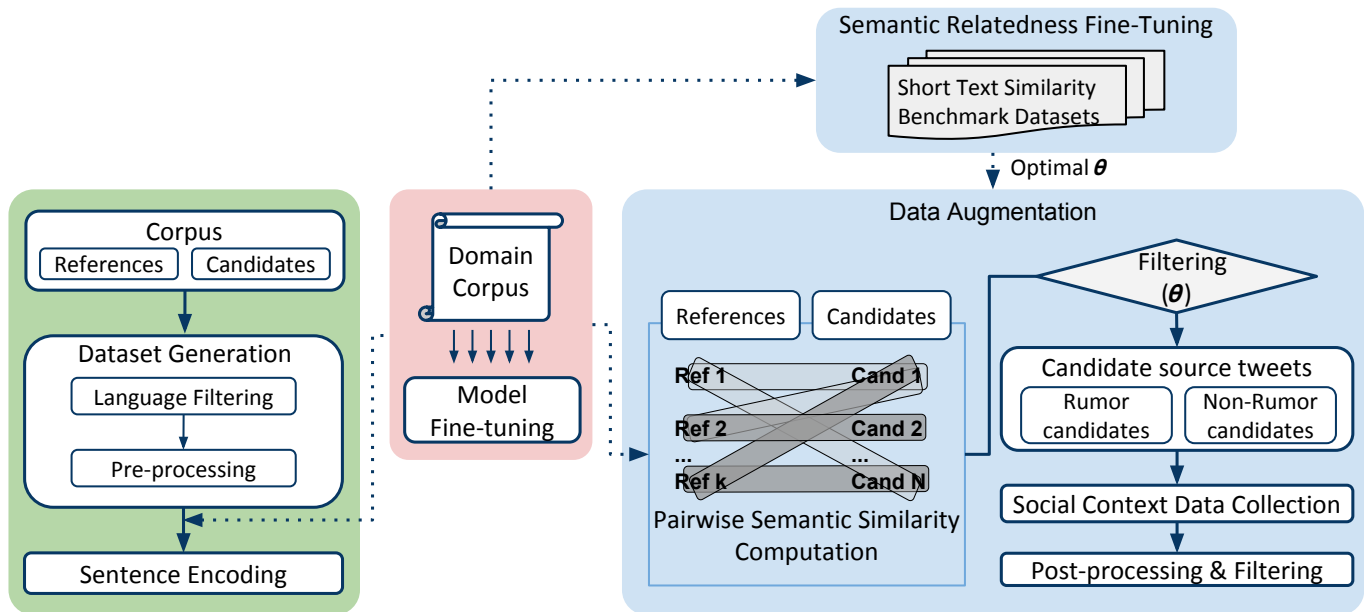 Semantic Relatedness Fine-Tuning
Short Text Similarity
Benchmark Datasets
Optimal θ
Corpus
References
Candidates
Dataset Generation
Language Filtering
Pre-processing
Sentence Encoding
Domain
Corpus
Model
Fine-tuning
Data Augmentation
References
Candidates
Ref 1
Cand 1
Ref 2
Cand 2
...
...
Ref k
Cand N
Pairwise Semantic Similarity
Computation
Filtering
(θ)
Candidate source tweets
Rumor
candidates
Non-Rumor
candidates
Social Context Data Collection
Post-processing & Filtering